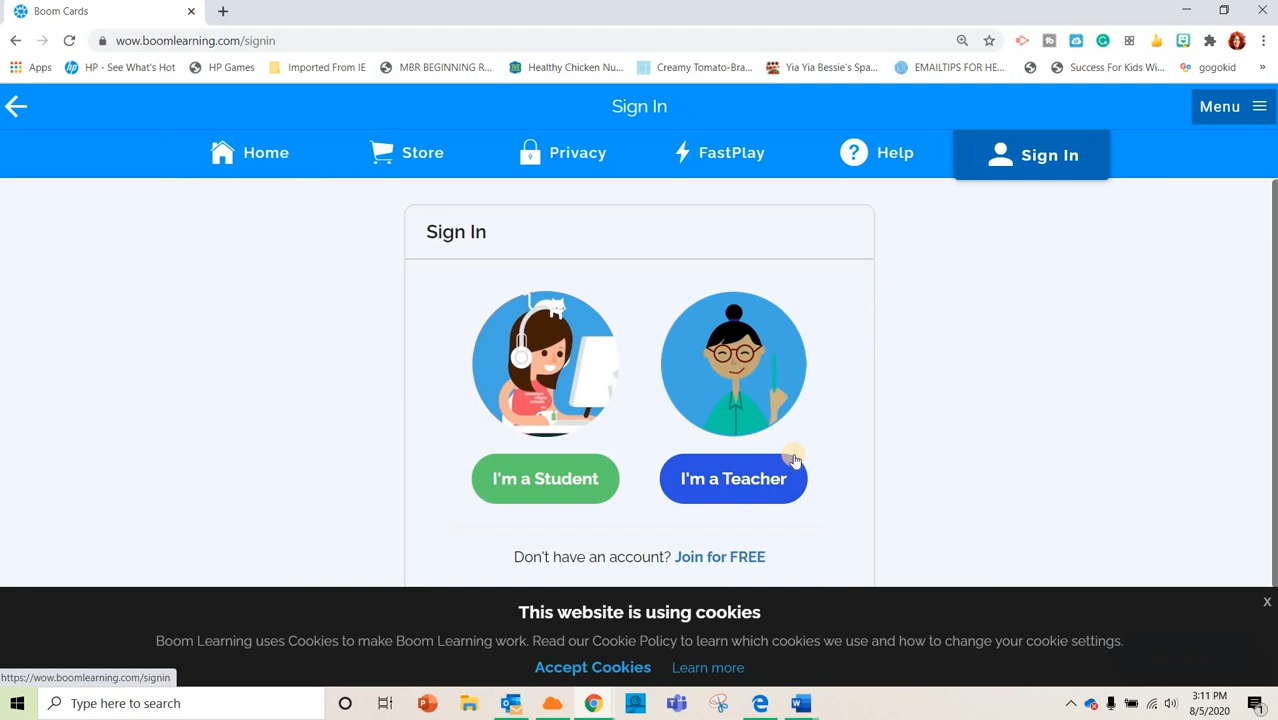 Boom Cards
wow.boomlearning.com/signin
Apps HP - See What's Hot HP Games Imported From IE MBR BEGINNING R... Healthy Chicken Nu... Creamy Tomato-Bra... Yia Yia Bessie's Spa... EMAILTIPS FOR HE... Success For Kids Wi... gogokid »
Sign In
Menu
Home Store Privacy FastPlay Help Sign In
Sign In
I'm a Student I'm a Teacher
Don't have an account? Join for FREE
This website is using cookies
X
Boom Learning uses Cookies to make Boom Learning work. Read our Cookie Policy to learn which cookies we use and how to change your cookie settings.
Accept Cookies Learn more
https://wow.boomlearning.com/signin
Type here to search
3:11 PM
8/5/2020